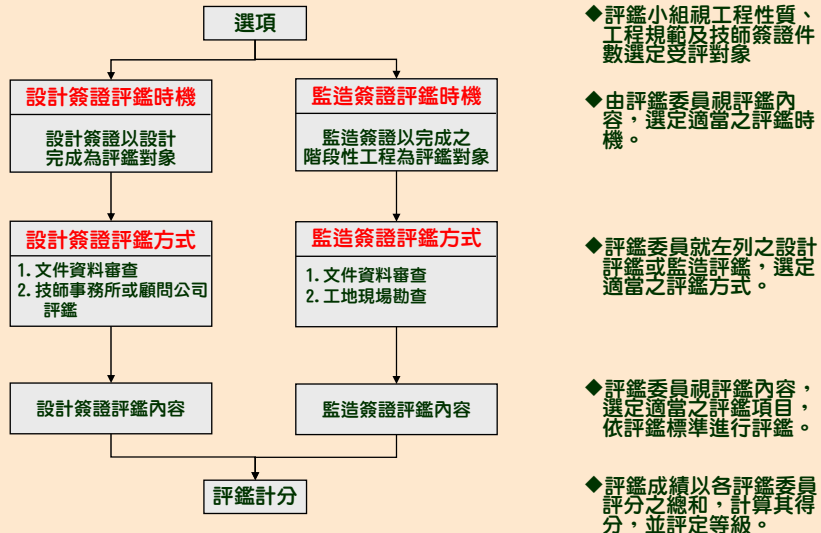 選項
設計簽證評鑑時機
設計簽證以設計
完成為評鑑對象
監造簽證評鑑時機
監造簽證以完成之
階段性工程為評鑑對象
設計簽證評鑑方式
1.文件資料審查
2.技師事務所或顧問公司
評鑑
監造簽證評鑑方式
1.文件資料審查
2.工地現場勘查
設計簽證評鑑內容
監造簽證評鑑內容
評鑑計分
◆評鑑小組視工程性質、
工程規範及技師簽證件
數選定受評對象
◆由評鑑委員視評鑑內
容，選定適當之評鑑時
機。
◆評鑑委員就左列之設計
評鑑或監造評鑑，選定
適當之評鑑方式。
◆評鑑委員視評鑑內容，
選定適當之評鑑項目，
依評鑑標準進行評鑑。
◆評鑑成績以各評鑑委員
評分之總和，計算其得
分，並評定等級。